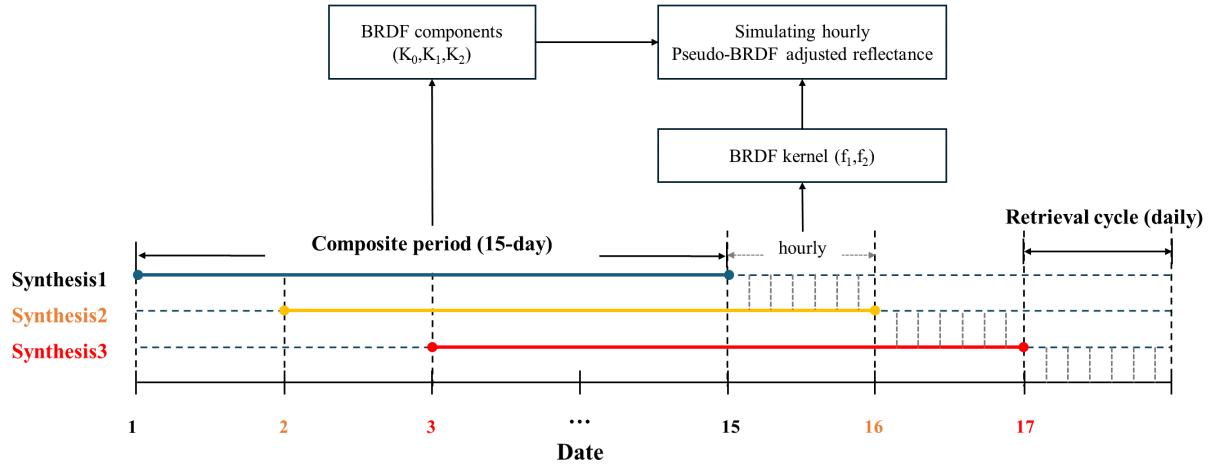 BRDF components
(K₀,K₁,K₂)
Simulating hourly
Pseudo-BRDF adjusted reflectance
BRDF kernel (f₁,f₂)
Retrieval cycle (daily)
Composite period (15-day)
hourly
Synthesis1
Synthesis2
Synthesis3
1 2 3 ... 15 16 17
Date